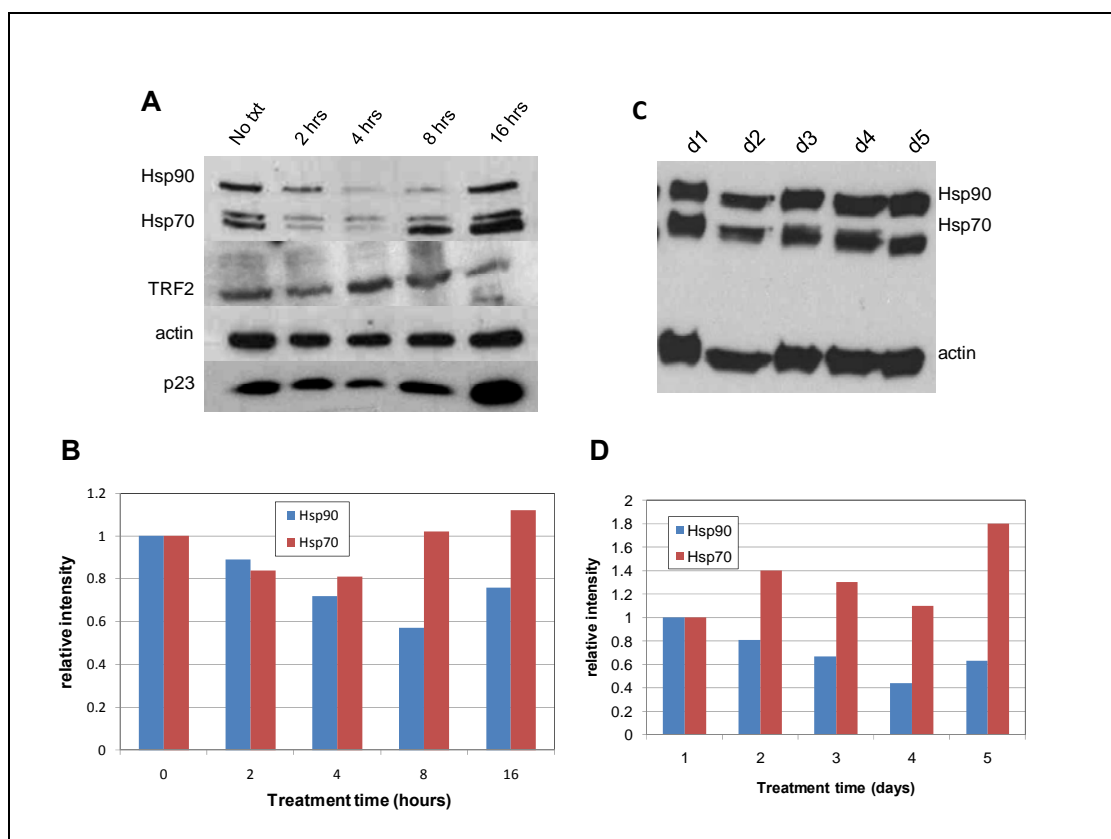 A
No txt
2 hrs
4 hrs
8 hrs
16 hrs
Hsp90
Hsp70
TRF2
actin
p23
C
d1
d2
d3
d4
d5
Hsp90
Hsp70
actin
B
1.2
1
0.8
0.6
0.4
0.2
0
relative intensity
Hsp90
Hsp70
0 2 4 8 16
Treatment time (hours)
D
2
1.8
1.6
1.4
1.2
1
0.8
0.6
0.4
0.2
0
relative intensity
Hsp90
Hsp70
1 2 3 4 5
Treatment time (days)